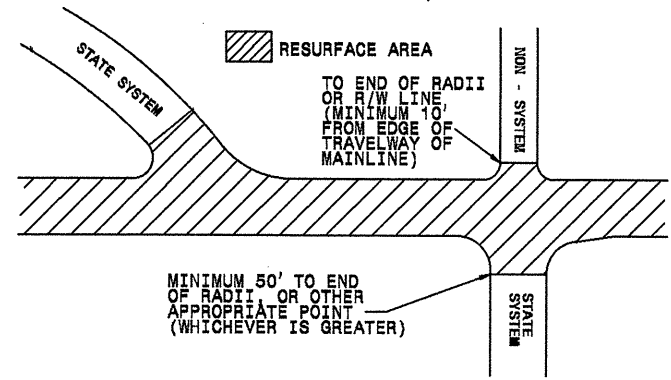 STATE SYSTEM
RESURFACE AREA
TO END OF RADII
OR R/W LINE
(MINIMUM 10'
FROM EDGE OF
TRAVELWAY OF
MAINLINE)
NON - SYSTEM
MINIMUM 50' TO END
OF RADII, OR OTHER
APPROPRIATE POINT
(WHICHEVER IS GREATER)
STATE
SYSTEM